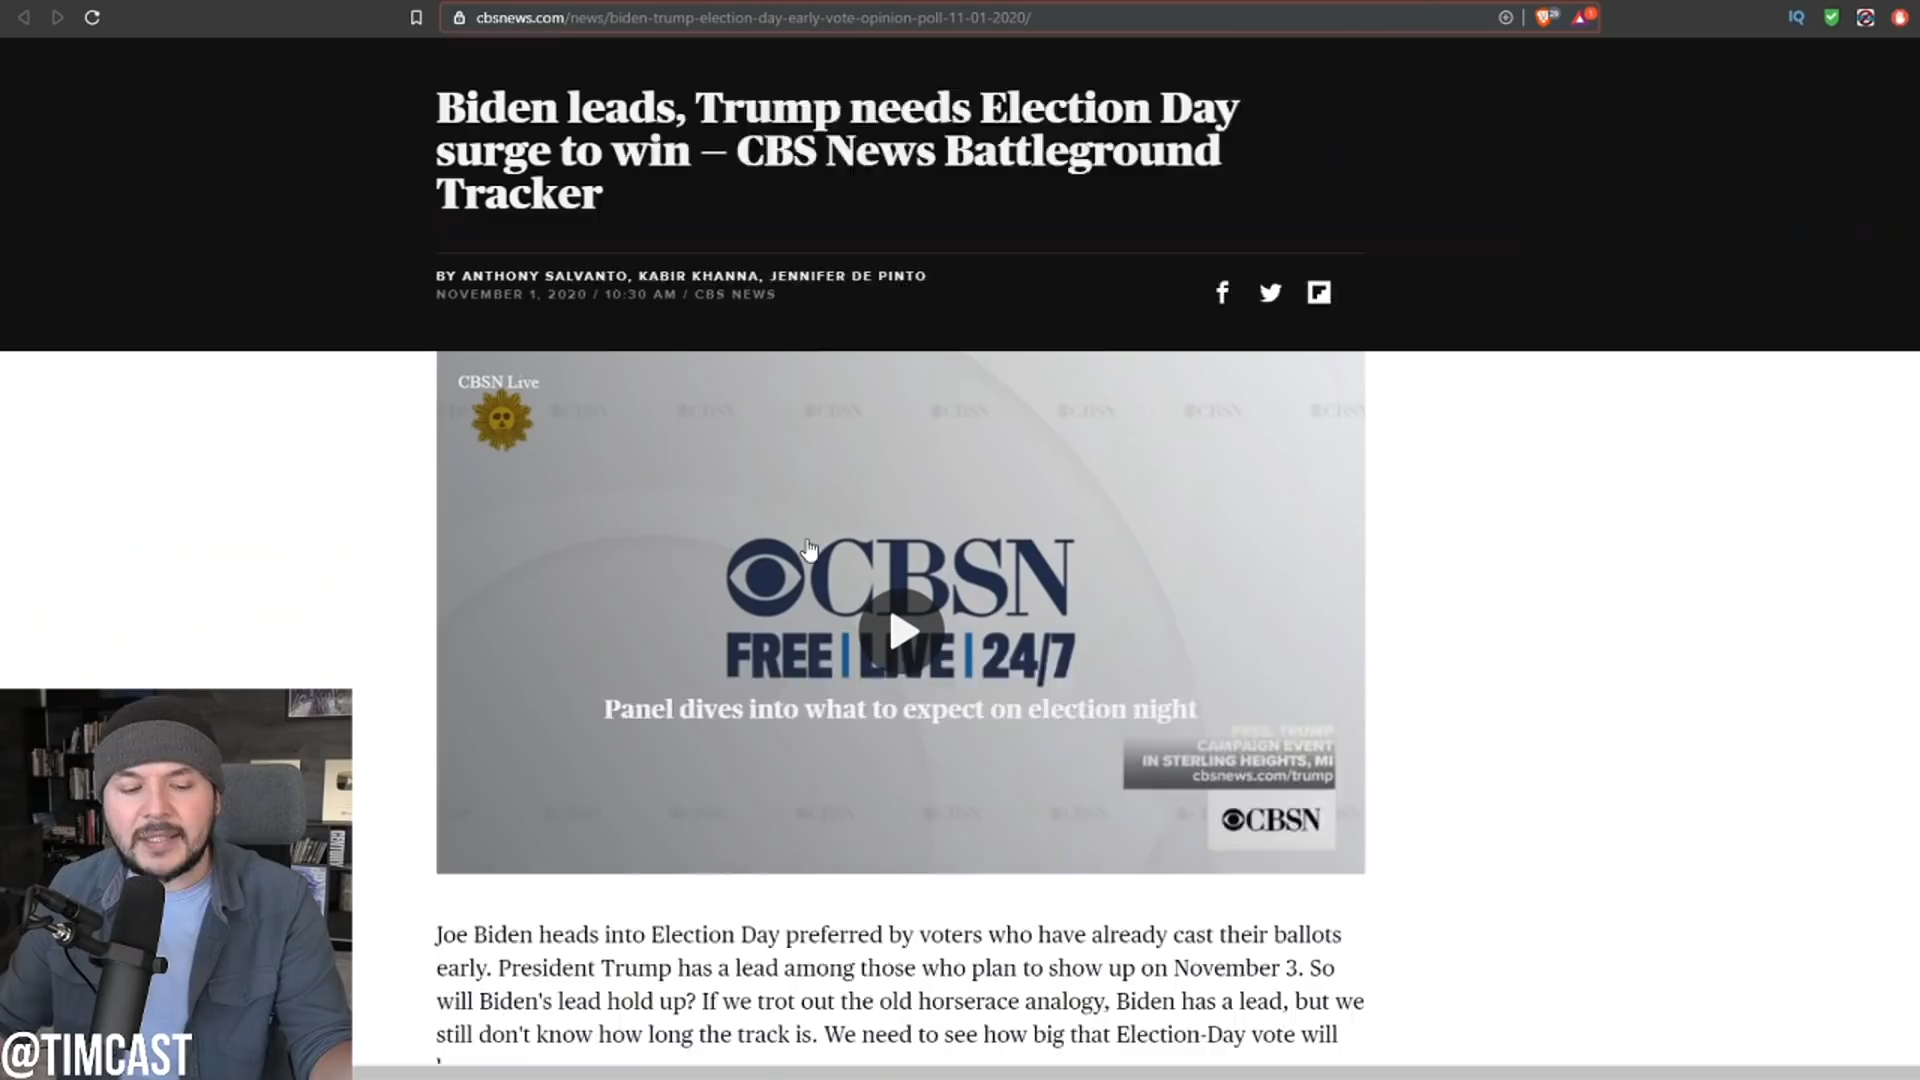 cbsnews.com/news/biden-trump-election-day-early-vote-opinion-poll-11-01-2020/
IQ
Biden leads, Trump needs Election Day
surge to win – CBS News Battleground
Tracker
BY ANTHONY SALVANTO, KABIR KHANNA, JENNIFER DE PINTO
NOVEMBER 1, 2020 / 10:30 AM / CBS NEWS
CBSN Live
CBSN
FREE | LIVE | 24/7
Panel dives into what to expect on election night
PRES. TRUMP
CAMPAIGN EVENT
IN STERLING HEIGHTS, MI
cbsnews.com/trump
CBSN
Joe Biden heads into Election Day preferred by voters who have already cast their ballots
early. President Trump has a lead among those who plan to show up on November 3. So
will Biden's lead hold up? If we trot out the old horserace analogy, Biden has a lead, but we
still don't know how long the track is. We need to see how big that Election-Day vote will
@TIMCAST